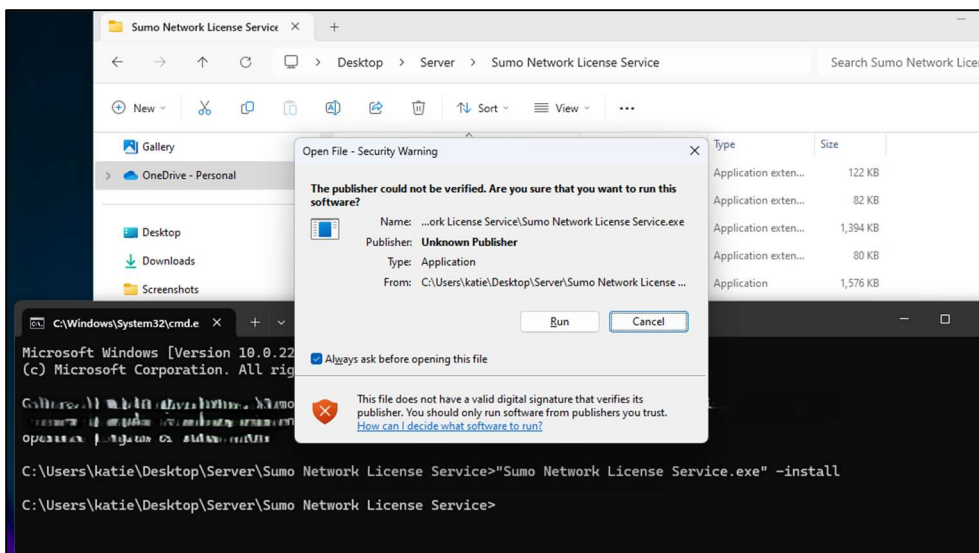 Sumo Network License Service
Desktop > Server > Sumo Network License Service
Search Sumo Network Lice
New
Sort
View
Gallery
OneDrive - Personal
Desktop
Downloads
Screenshots
Type Size
Application exten... 122 KB
Application exten... 82 KB
Application exten... 1,394 KB
Application exten... 80 KB
Application 1,576 KB
Open File - Security Warning
The publisher could not be verified. Are you sure that you want to run this
software?
Name: ...ork License Service\Sumo Network License Service.exe
Publisher: Unknown Publisher
Type: Application
From: C:\Users\katie\Desktop\Server\Sumo Network License ...
Run Cancel
Always ask before opening this file
This file does not have a valid digital signature that verifies its
publisher. You should only run software from publishers you trust.
How can I decide what software to run?
C:\Windows\System32\cmd.e
Microsoft Windows [Version 10.0.22
(c) Microsoft Corporation. All rig
C:\Users\katie\Desktop\Server\Sumo Network License Service>"Sumo Network License Service.exe" -install
C:\Users\katie\Desktop\Server\Sumo Network License Service>